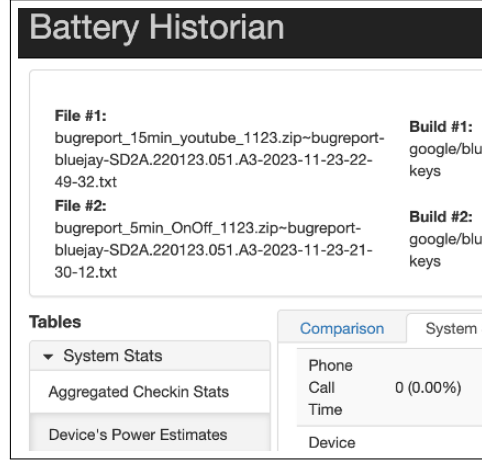 Battery Historian
File #1:
bugreport_15min_youtube_1123.zip~bugreport-
bluejay-SD2A.220123.051.A3-2023-11-23-22-
49-32.txt
File #2:
bugreport_5min_OnOff_1123.zip~bugreport-
bluejay-SD2A.220123.051.A3-2023-11-23-21-
30-12.txt
Build #1:
google/blu
keys
Build #2:
google/blu
keys
Tables
System Stats
Aggregated Checkin Stats
Device's Power Estimates
Comparison System
Phone
Call 0 (0.00%)
Time
Device